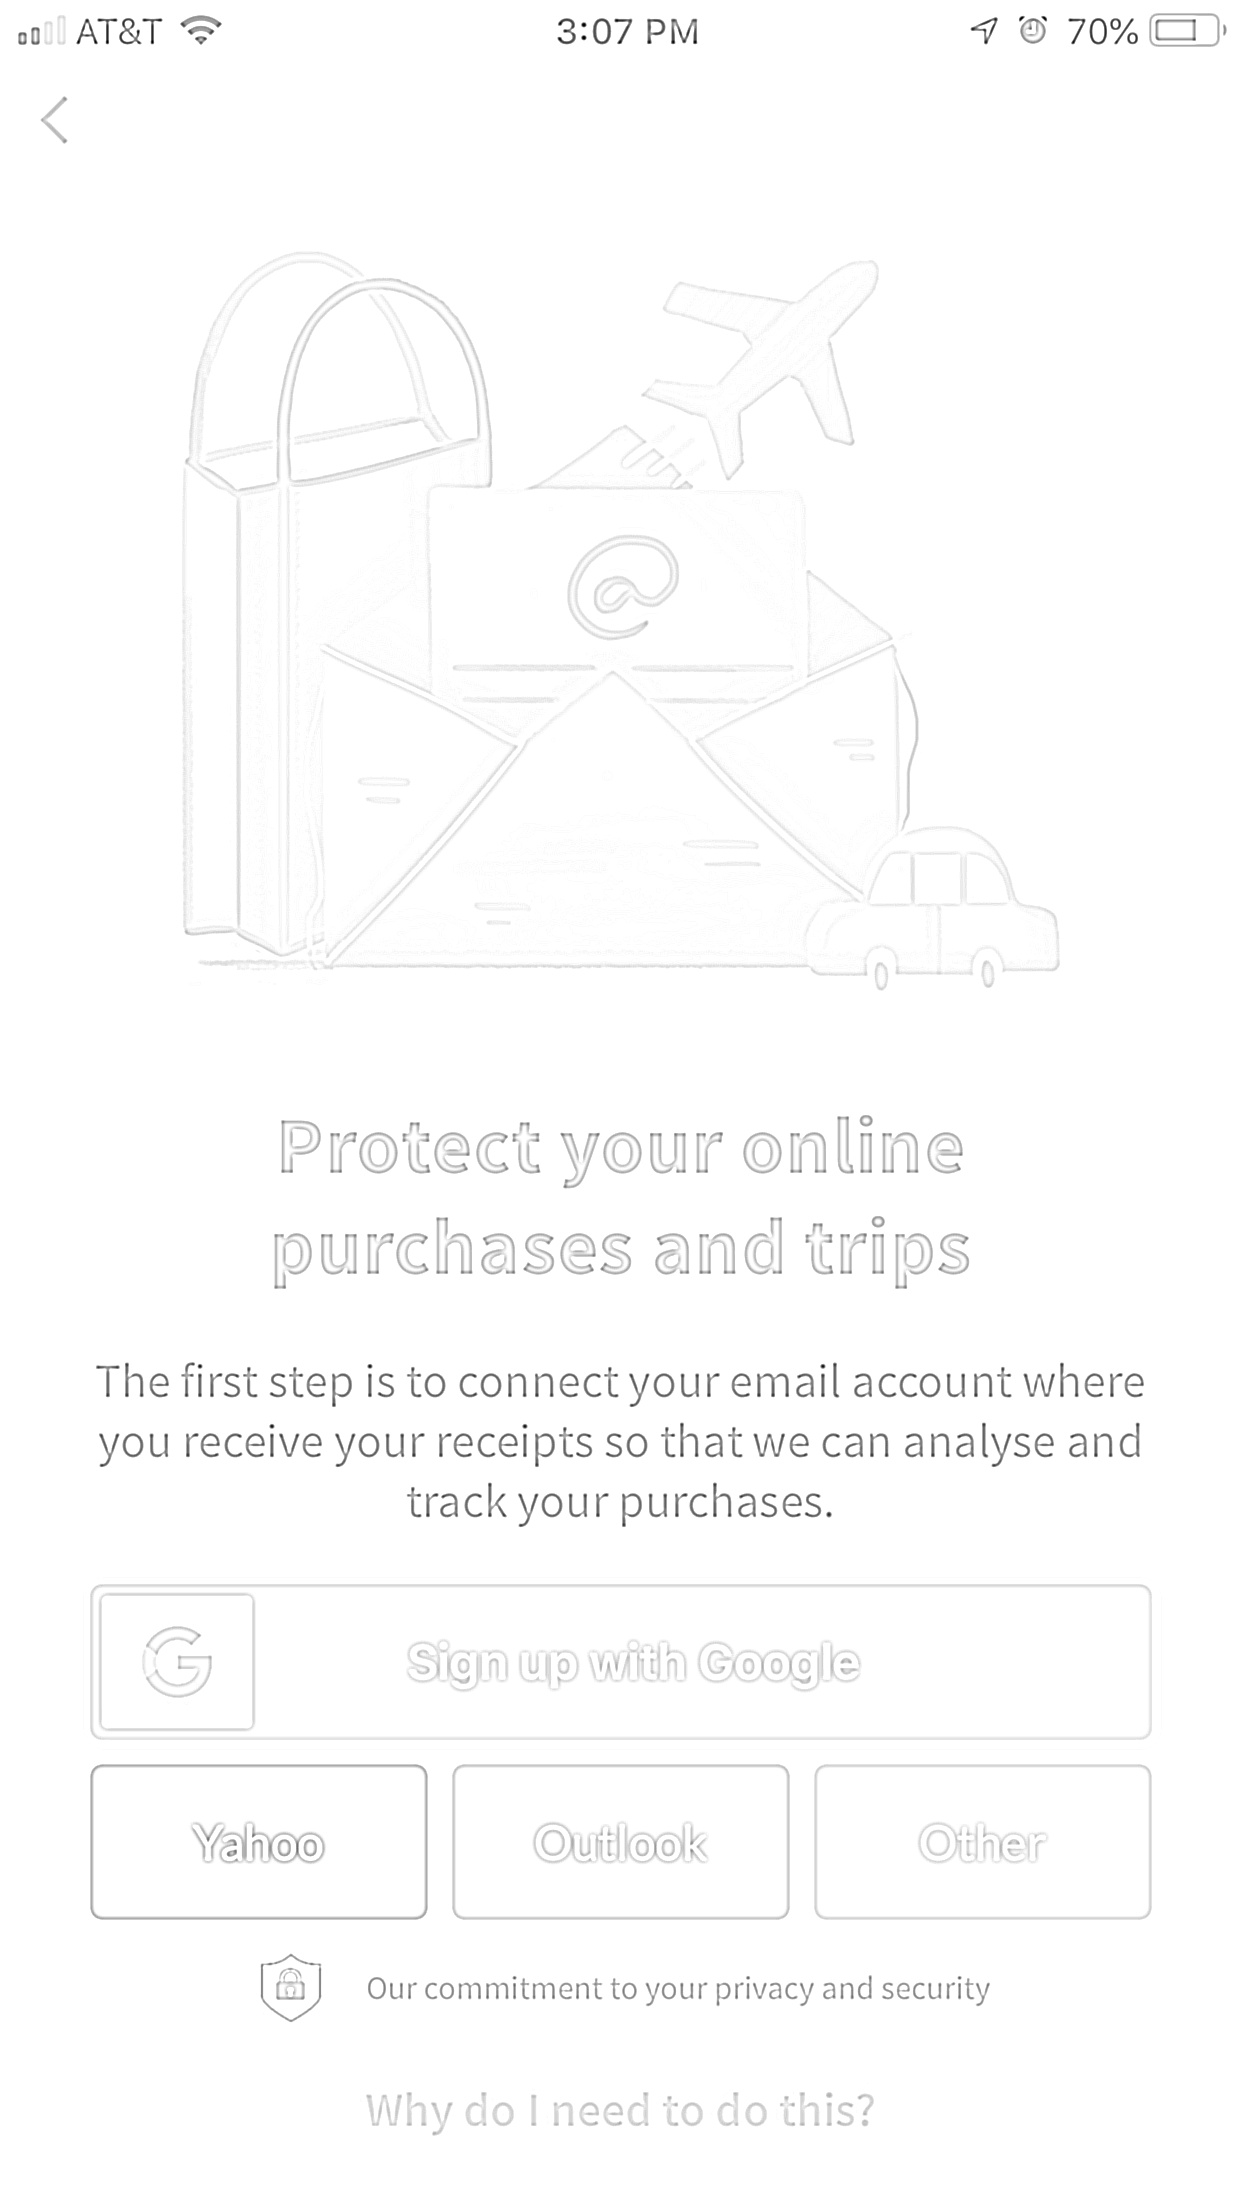 AT&T 3:07 PM 70%
@
Protect your online
purchases and trips
The first step is to connect your email account where
you receive your receipts so that we can analyse and
track your purchases.
G Sign up with Google
Yahoo Outlook Other
Our commitment to your privacy and security
Why do I need to do this?